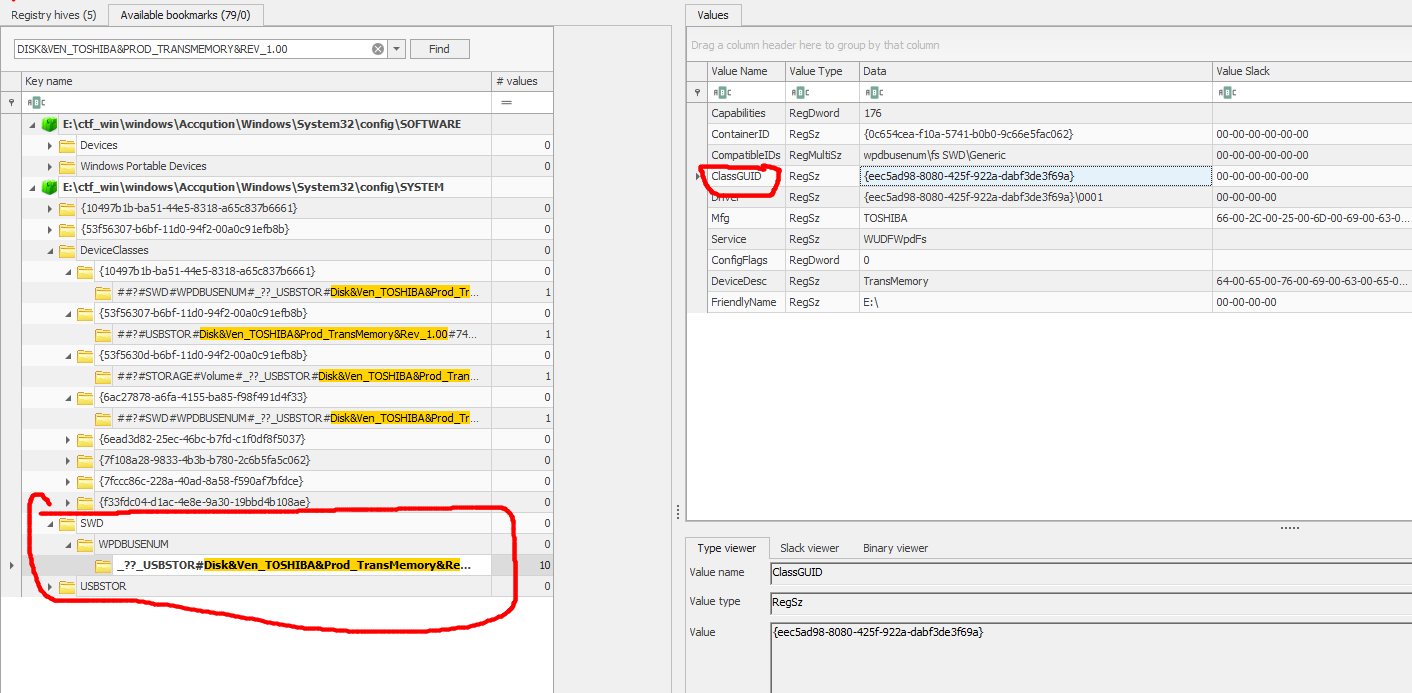 Registry hives (5) Available bookmarks (79/0)
DISK&VEN_TOSHIBA&PROD_TRANSMEMORY&REV_1.00 Find
Key name # values
ABC =
E:\ctf_win\windows\Accqution\Windows\System32\config\SOFTWARE
Devices 0
Windows Portable Devices 0
E:\ctf_win\windows\Accqution\Windows\System32\config\SYSTEM
{10497b1b-ba51-44e5-8318-a65c837b6661} 0
{53f56307-b6bf-11d0-94f2-00a0c91efb8b} 0
DeviceClasses 0
{10497b1b-ba51-44e5-8318-a65c837b6661} 0
##?#SWD#WPDBUSENUM#_??_USBSTOR#Disk&Ven_TOSHIBA&Prod_Tr... 1
{53f56307-b6bf-11d0-94f2-00a0c91efb8b} 0
##?#USBSTOR#Disk&Ven_TOSHIBA&Prod_TransMemory&Rev_1.00#74... 1
{53f5630d-b6bf-11d0-94f2-00a0c91efb8b} 0
##?#STORAGE#Volume#_??_USBSTOR#Disk&Ven_TOSHIBA&Prod_Tran... 1
{6ac27878-a6fa-4155-ba85-f98f491d4f33} 0
##?#SWD#WPDBUSENUM#_??_USBSTOR#Disk&Ven_TOSHIBA&Prod_Tr... 1
{6ead3d82-25ec-46bc-b7fd-c1f0df8f5037} 0
{7f108a28-9833-4b3b-b780-2c6b5fa5c062} 0
{7fccc86c-228a-40ad-8a58-f590af7bfdce} 0
{f33fdc04-d1ac-4e8e-9a30-19bbd4b108ae} 0
SWD 0
WPDBUSENUM 0
_??_USBSTOR#Disk&Ven_TOSHIBA&Prod_TransMemory&Re... 10
USBSTOR 0
Values
Drag a column header here to group by that column
Value Name Value Type Data Value Slack
ABC ABC ABC ABC
Capabilities RegDword 176
ContainerID RegSz {0c654cea-f10a-5741-b0b0-9c66e5fac062} 00-00-00-00-00-00
CompatibleIDs RegMultiSz wpdbusenum\fs SWD\Generic 00-00-00-00-00-00
ClassGUID RegSz {eec5ad98-8080-425f-922a-dabf3de3f69a} 00-00-00-00-00-00
Driver RegSz {eec5ad98-8080-425f-922a-dabf3de3f69a}\0001 00-00-00-00
Mfg RegSz TOSHIBA 66-00-2C-00-25-00-6D-00-69-00-63-0...
Service RegSz WUDFWpdFs
ConfigFlags RegDword 0
DeviceDesc RegSz TransMemory 64-00-65-00-76-00-69-00-63-00-65-0...
FriendlyName RegSz E:\ 00-00-00-00
Type viewer Slack viewer Binary viewer
Value name ClassGUID
Value type RegSz
Value {eec5ad98-8080-425f-922a-dabf3de3f69a}